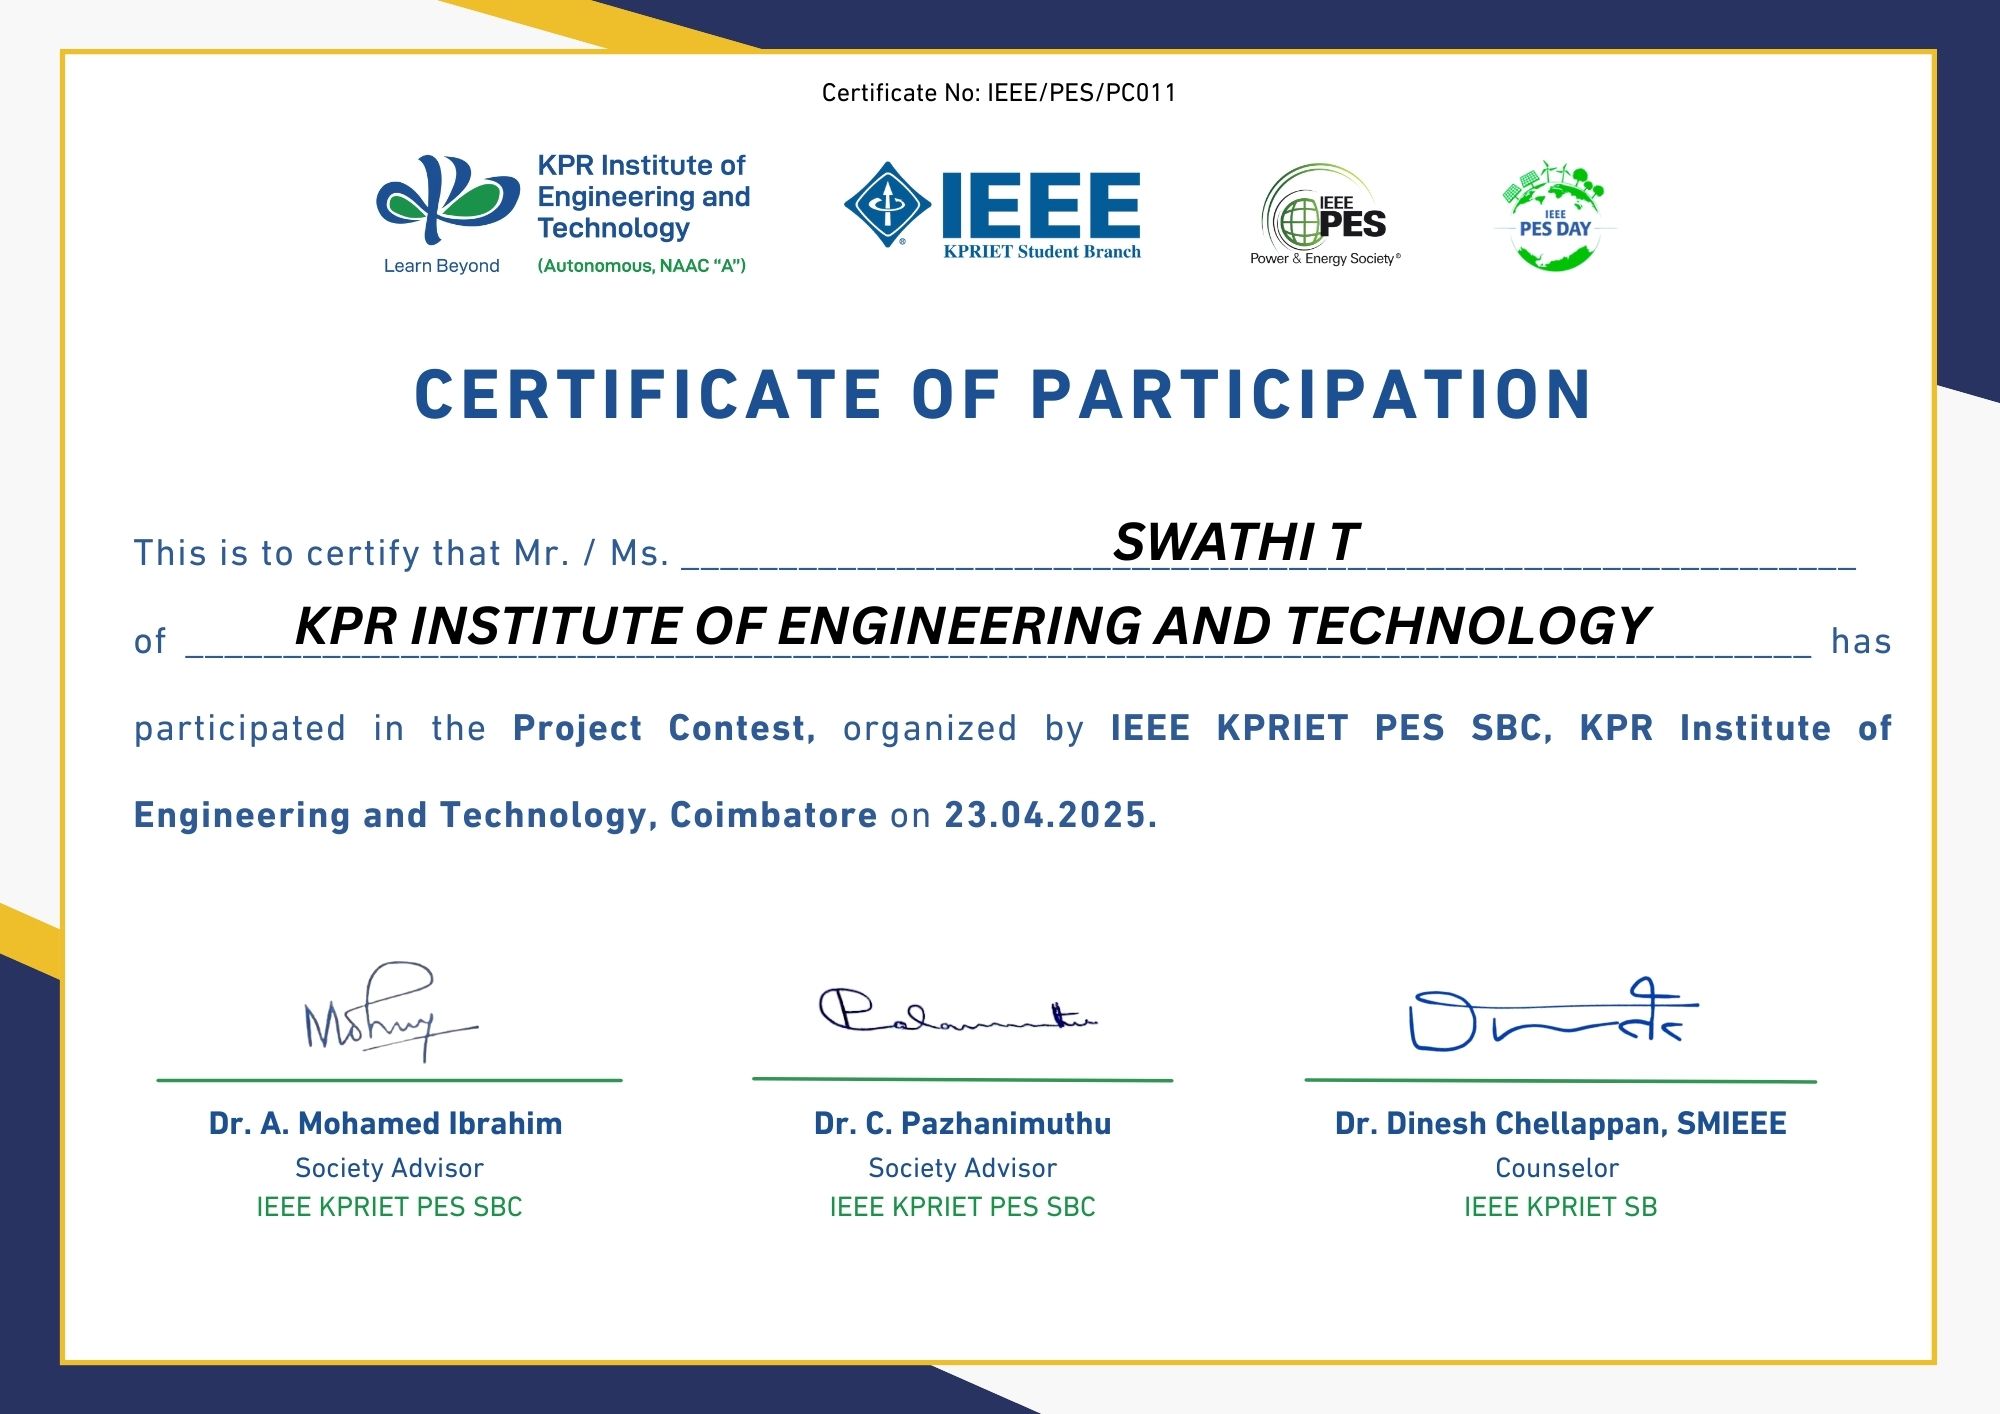 Certificate No: IEEE/PES/PC011
KPR Institute of
Engineering and
Technology
Learn Beyond
(Autonomous, NAAC “A”)
IEEE
KPRIET Student Branch
IEEE
PES
Power & Energy Society®
IEEE
PES DAY
CERTIFICATE OF PARTICIPATION
This is to certify that Mr. / Ms. SWATHI T
of KPR INSTITUTE OF ENGINEERING AND TECHNOLOGY has
participated in the Project Contest, organized by IEEE KPRIET PES SBC, KPR Institute of
Engineering and Technology, Coimbatore on 23.04.2025.
Dr. A. Mohamed Ibrahim
Society Advisor
IEEE KPRIET PES SBC
Dr. C. Pazhanimuthu
Society Advisor
IEEE KPRIET PES SBC
Dr. Dinesh Chellappan, SMIEEE
Counselor
IEEE KPRIET SB